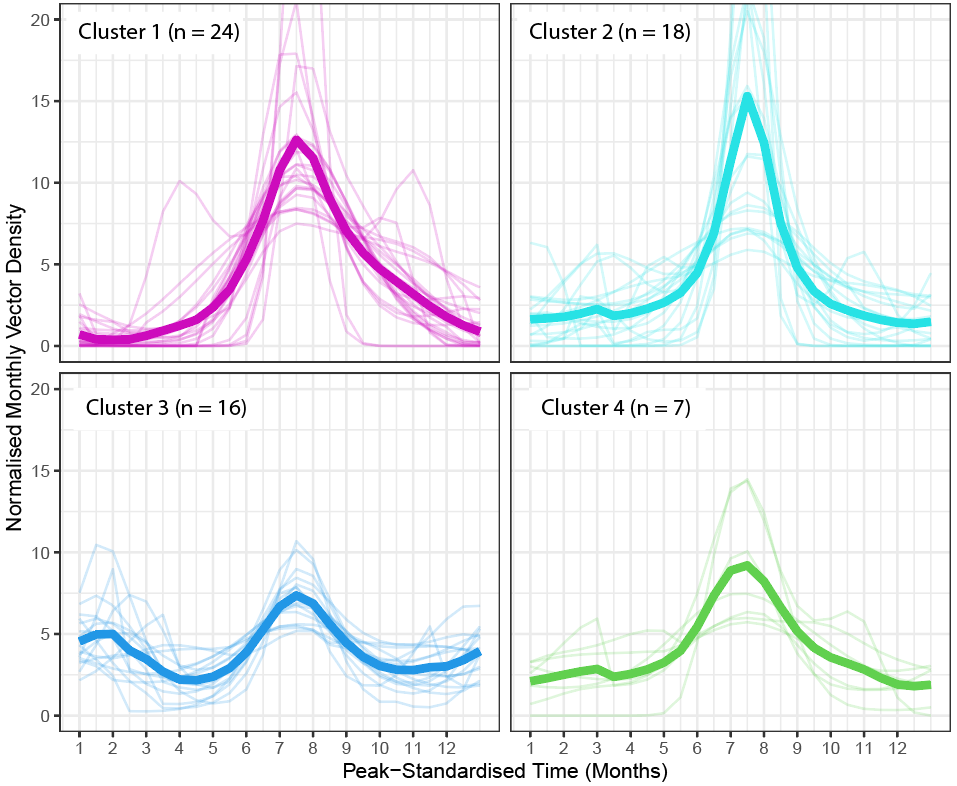 Cluster 1 (n = 24)
Cluster 2 (n = 18)
20
15
10
5
0
Cluster 3 (n = 16)
Cluster 4 (n = 7)
20
15
10
5
0
Normalised Monthly Vector Density
1 2 3 4 5 6 7 8 9 10 11 12
1 2 3 4 5 6 7 8 9 10 11 12
Peak−Standardised Time (Months)